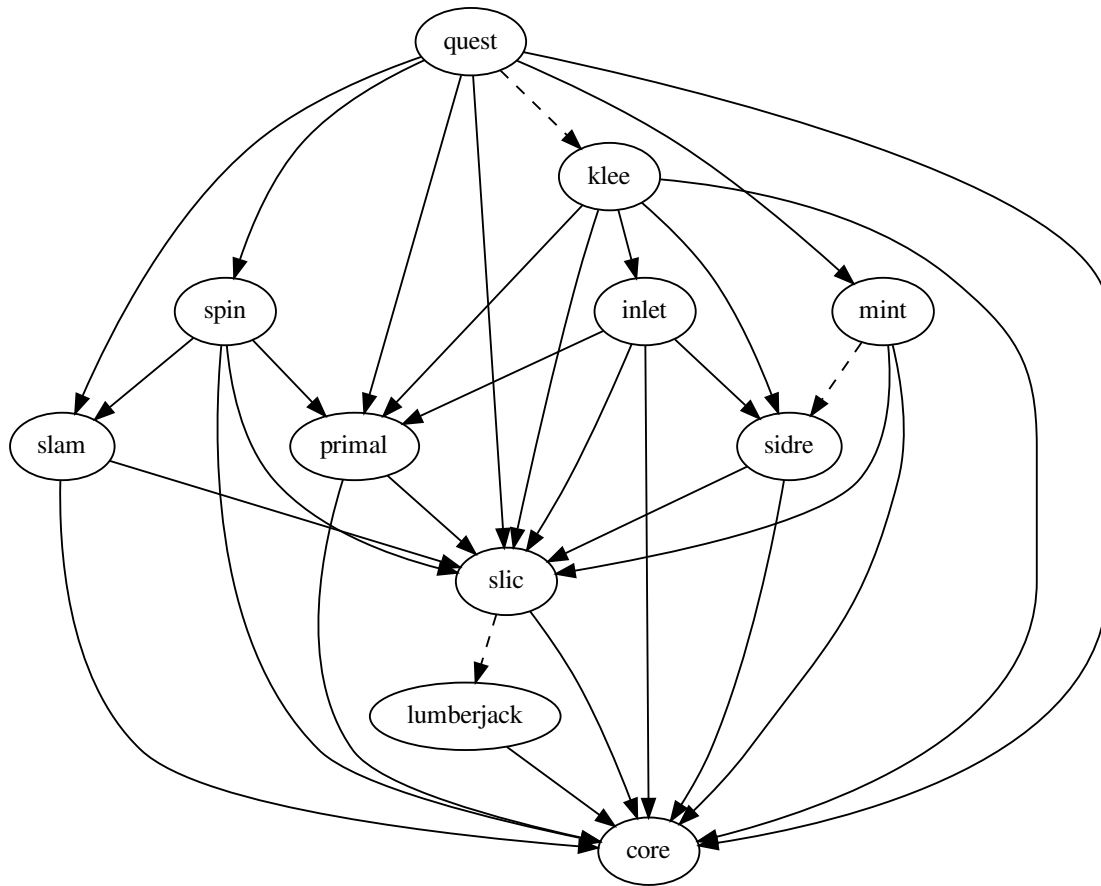 quest
klee
spin
inlet
mint
slam
primal
sidre
slic
lumberjack
core